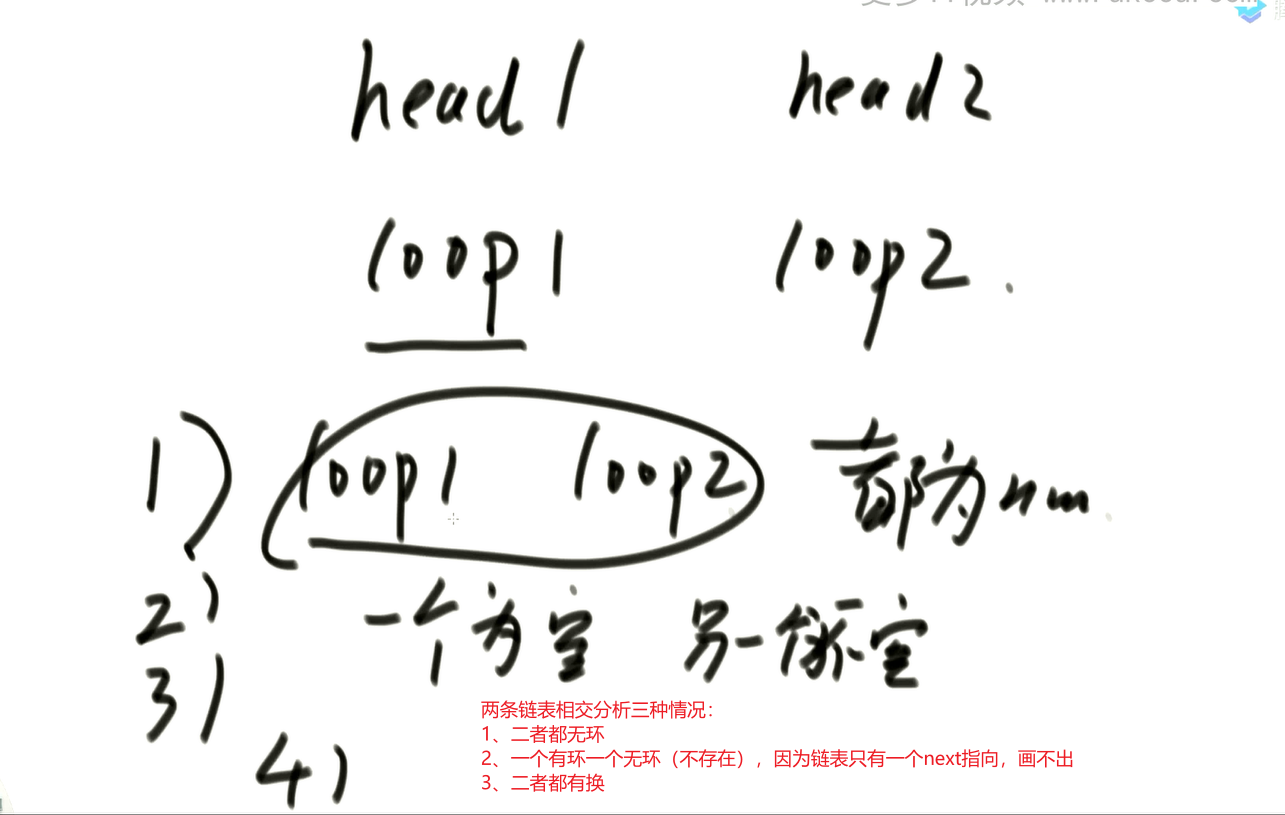 head1 head2
loop1 loop2.
1) loop1 loop2 都为null
2) 一个为空 另一个不空
3)
4)
两条链表相交分析三种情况：
1、二者都无环
2、一个有环一个无环（不存在），因为链表只有一个next指向，画不出
3、二者都有换